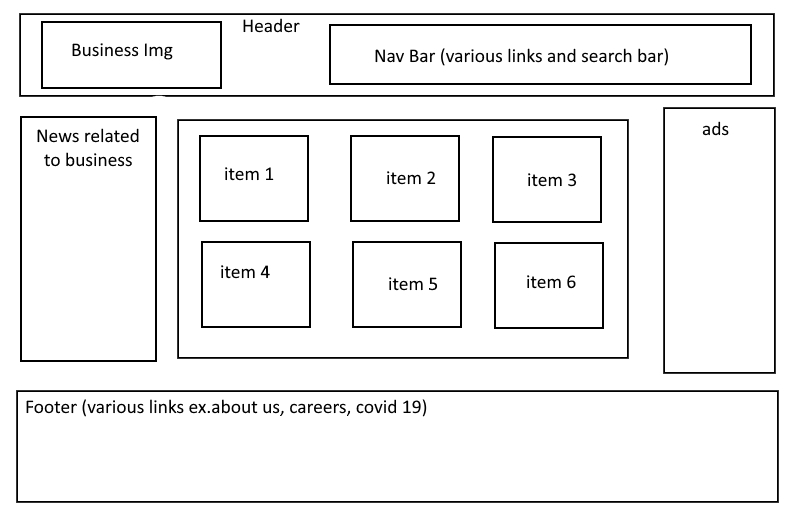 Header
Business Img
Nav Bar (various links and search bar)
News related
to business
item 1
item 2
item 3
item 4
item 5
item 6
ads
Footer (various links ex.about us, careers, covid 19)